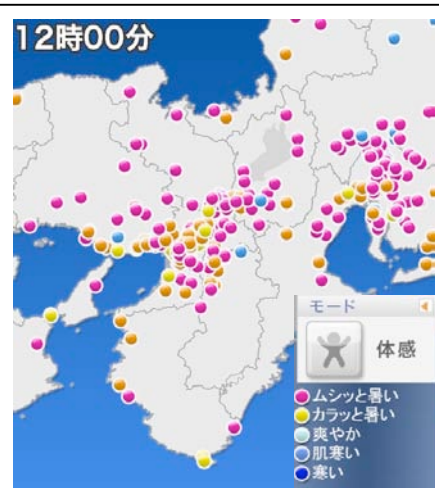 12時00分
モード
体感
ムシッと暑い
カラッと暑い
爽やか
肌寒い
寒い